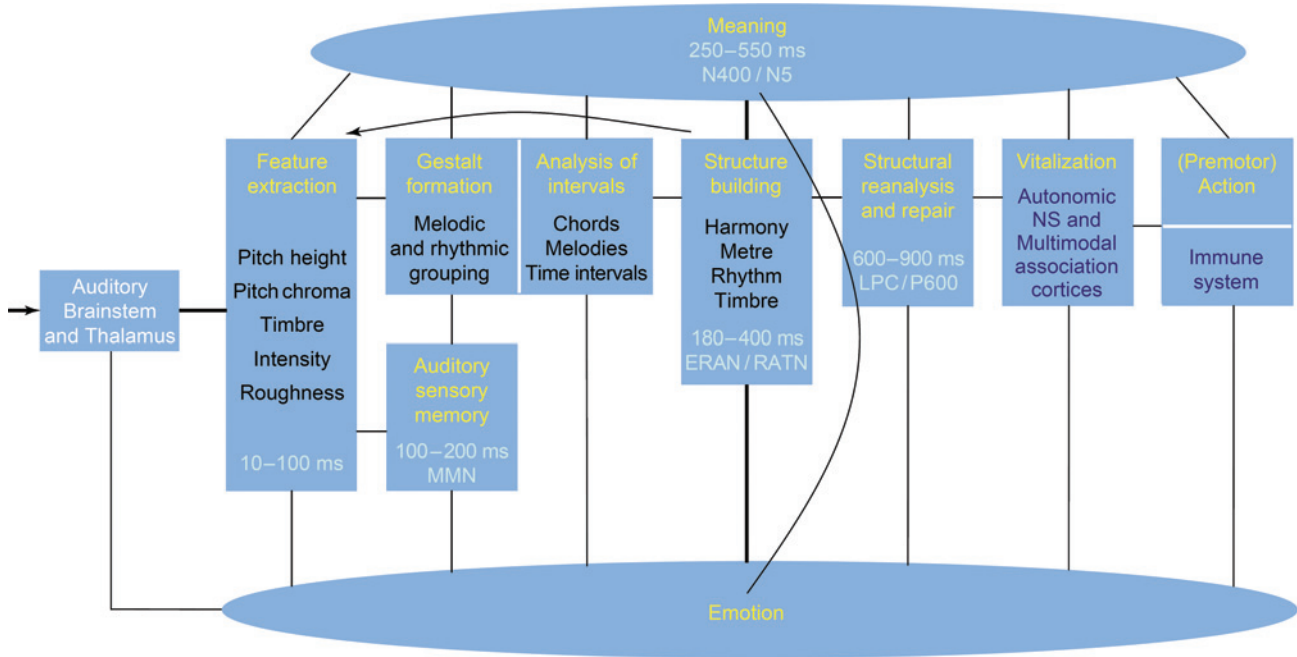 Meaning
250–550 ms
N400 / N5
Feature
extraction
Pitch height
Pitch chroma
Timbre
Intensity
Roughness
10–100 ms
Gestalt
formation
Melodic
and rhythmic
grouping
Analysis of
intervals
Chords
Melodies
Time intervals
Structure
building
Harmony
Metre
Rhythm
Timbre
180–400 ms
ERAN / RATN
Structural
reanalysis
and repair
600–900 ms
LPC / P600
Vitalization
Autonomic
NS and
Multimodal
association
cortices
(Premotor)
Action
Immune
system
Auditory
Brainstem
and Thalamus
Auditory
sensory
memory
100–200 ms
MMN
Emotion